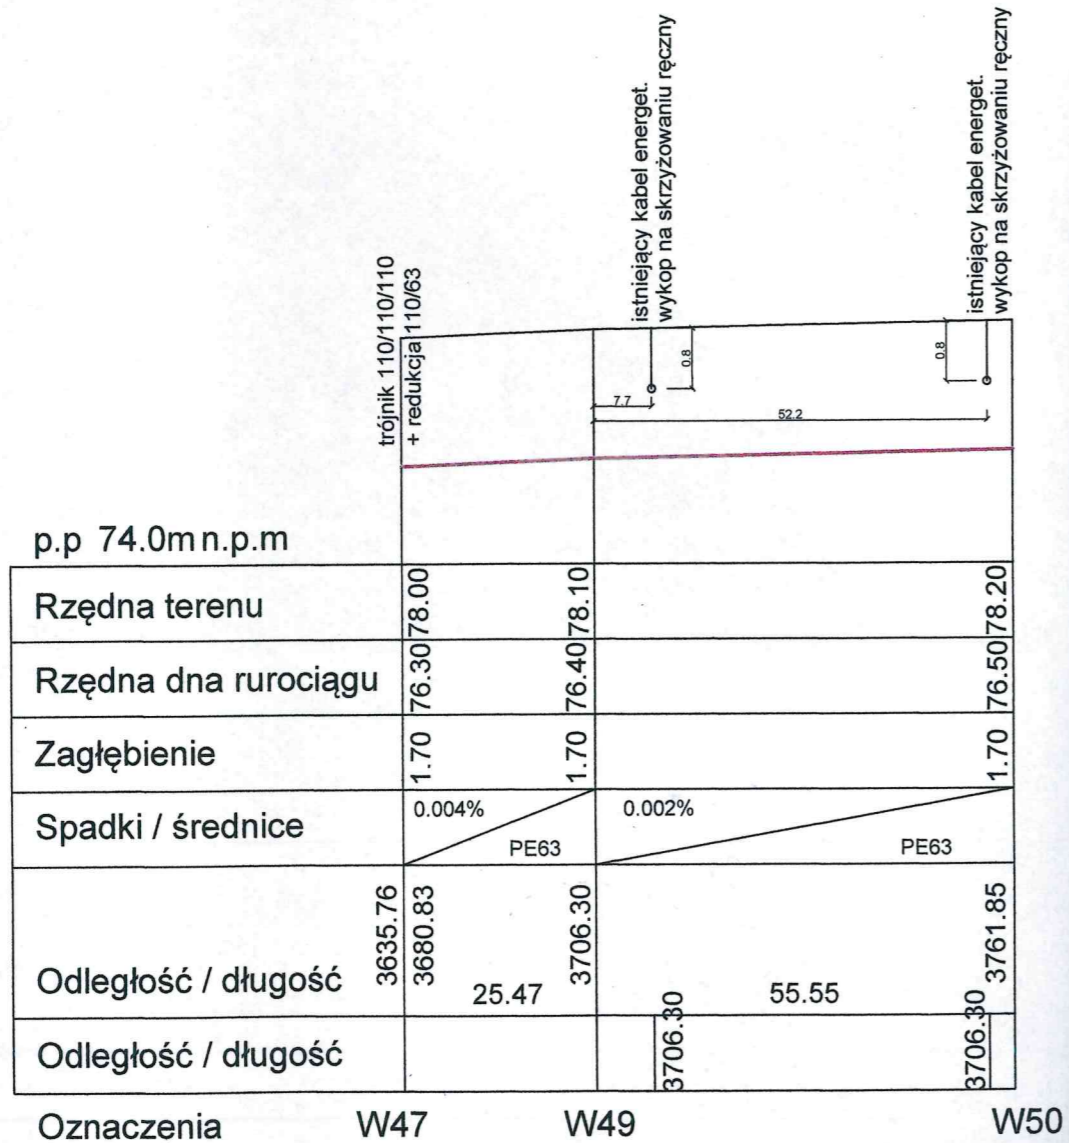 istniejący kabel energet.
wykop na skrzyżowaniu ręczny
istniejący kabel energet.
wykop na skrzyżowaniu ręczny
trójnik 110/110/110
+ redukcja 110/63
0.8
0.8
7.7
52.2
p.p 74.0m n.p.m
Rzędna terenu
78.00
78.10
78.20
Rzędna dna rurociągu
76.30
76.40
76.50
Zagłębienie
1.70
1.70
1.70
Spadki / średnice
0.004%
PE63
0.002%
PE63
Odległość / długość
3635.76
3680.83
25.47
3706.30
55.55
3761.85
Odległość / długość
3706.30
3706.30
Oznaczenia
W47
W49
W50